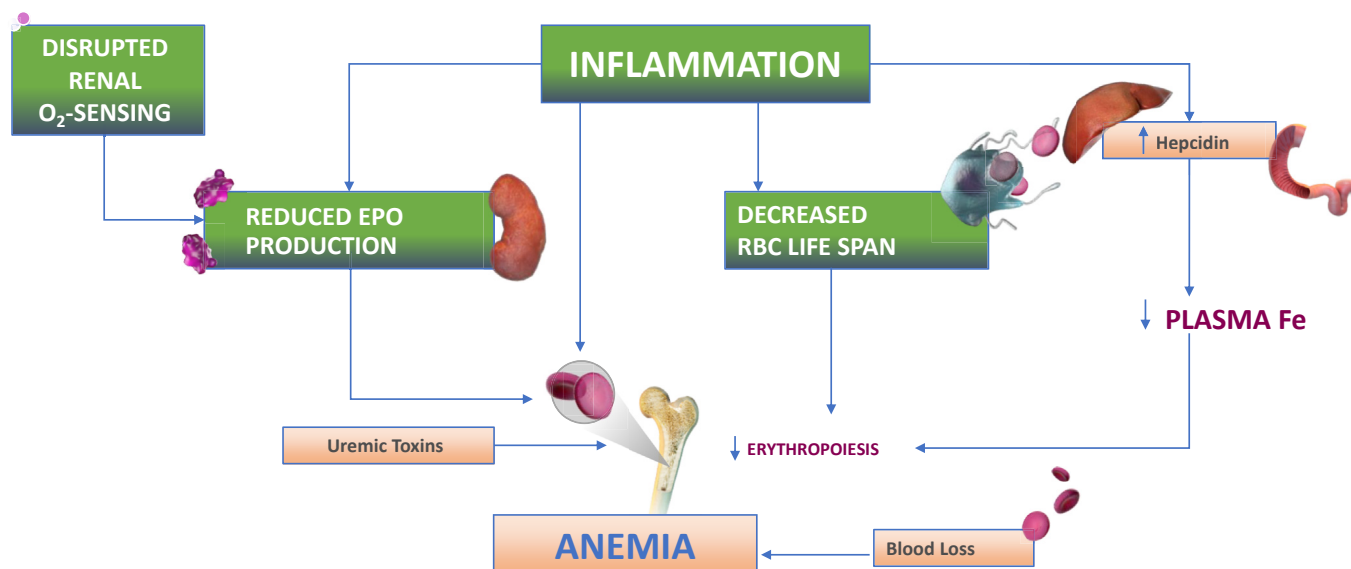 DISRUPTED
RENAL
O₂-SENSING
INFLAMMATION
↑ Hepcidin
REDUCED EPO
PRODUCTION
DECREASED
RBC LIFE SPAN
↓ PLASMA Fe
Uremic Toxins
↓ ERYTHROPOIESIS
ANEMIA
Blood Loss